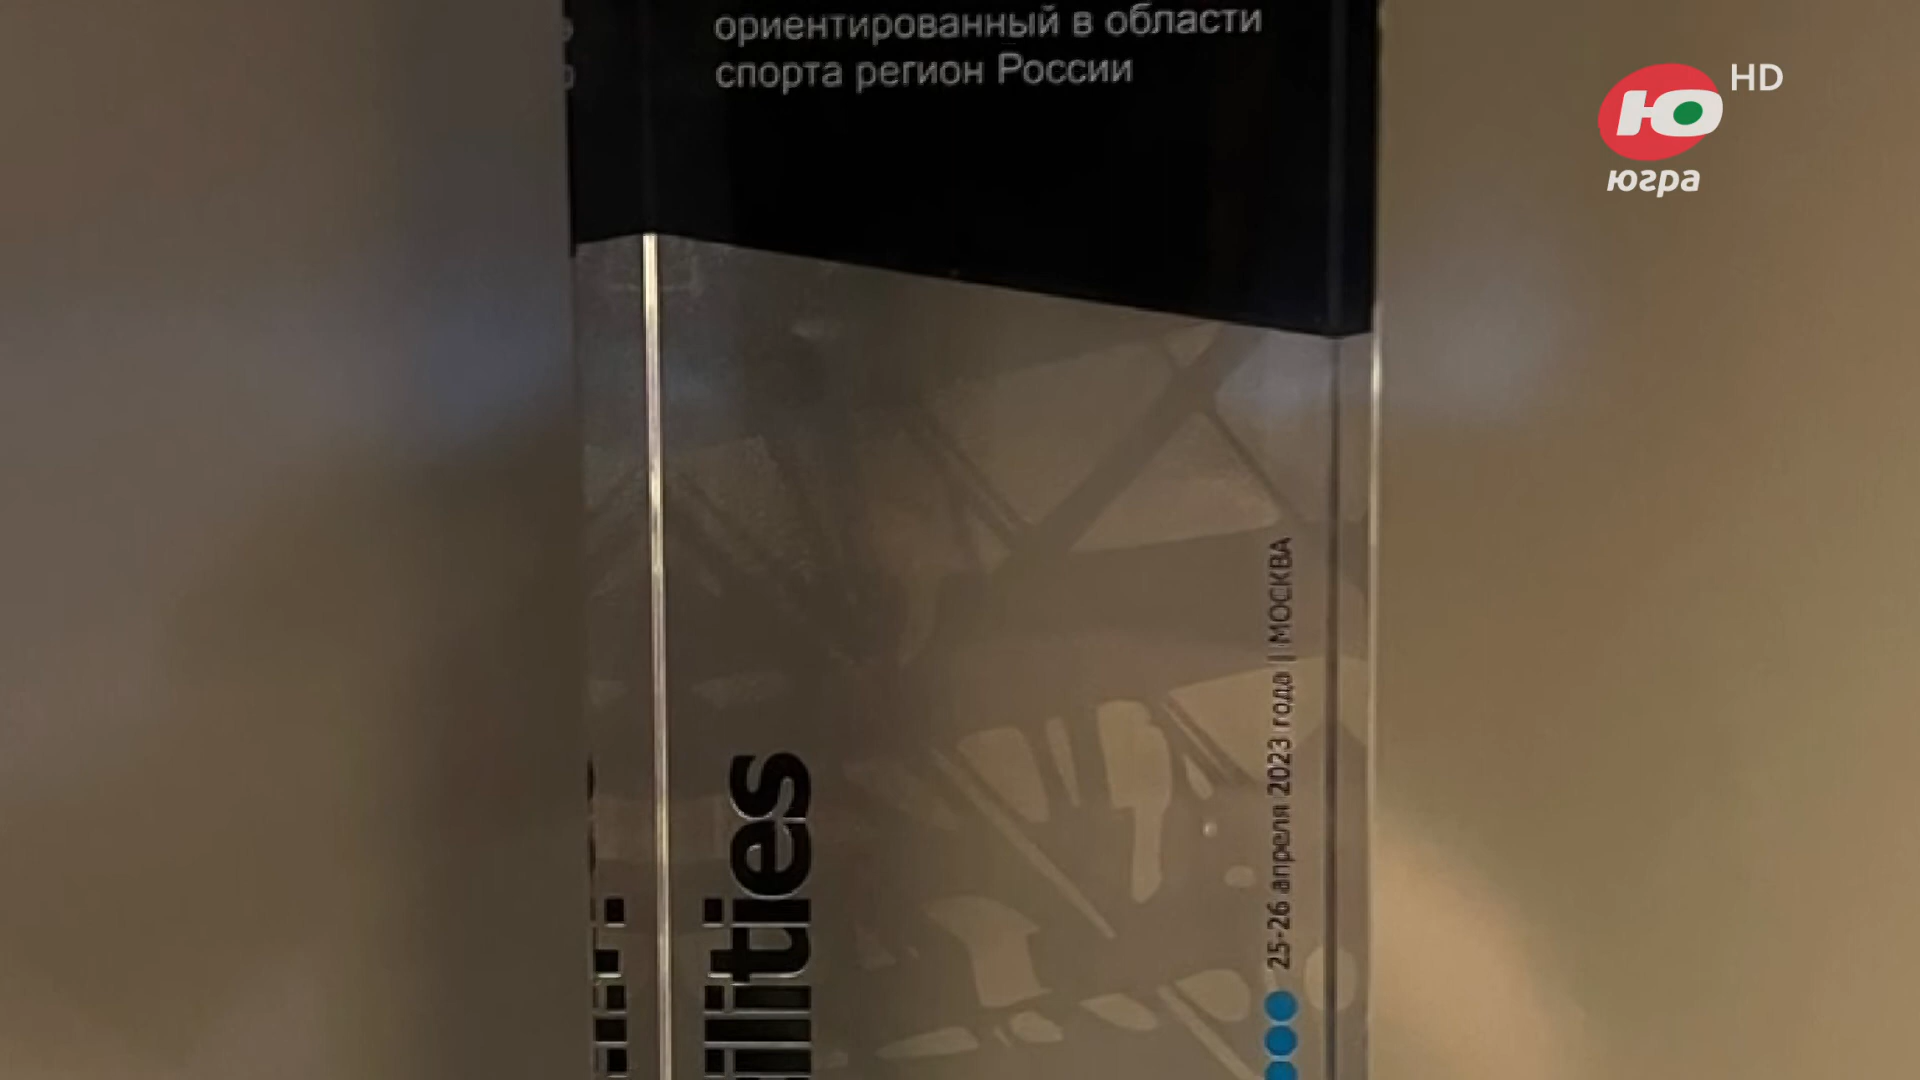 ориентированный в области
спорта регион России
HD
Ю
югра
25-26 апреля 2023 года | МОСКВА
ilities